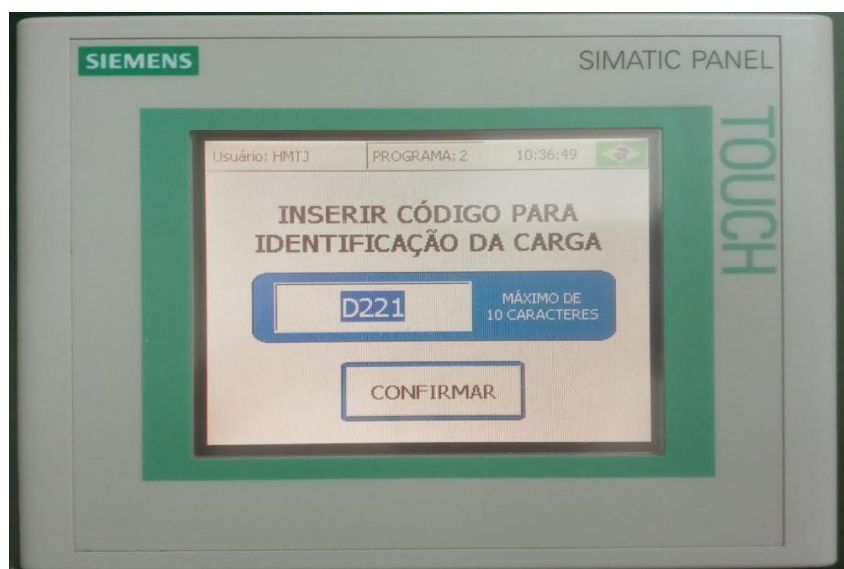 SIEMENS
SIMATIC PANEL
TOUCH
Usuário: HMTJ
PROGRAMA: 2
10:36:49
INSERIR CÓDIGO PARA
IDENTIFICAÇÃO DA CARGA
D221
MÁXIMO DE
10 CARACTERES
CONFIRMAR